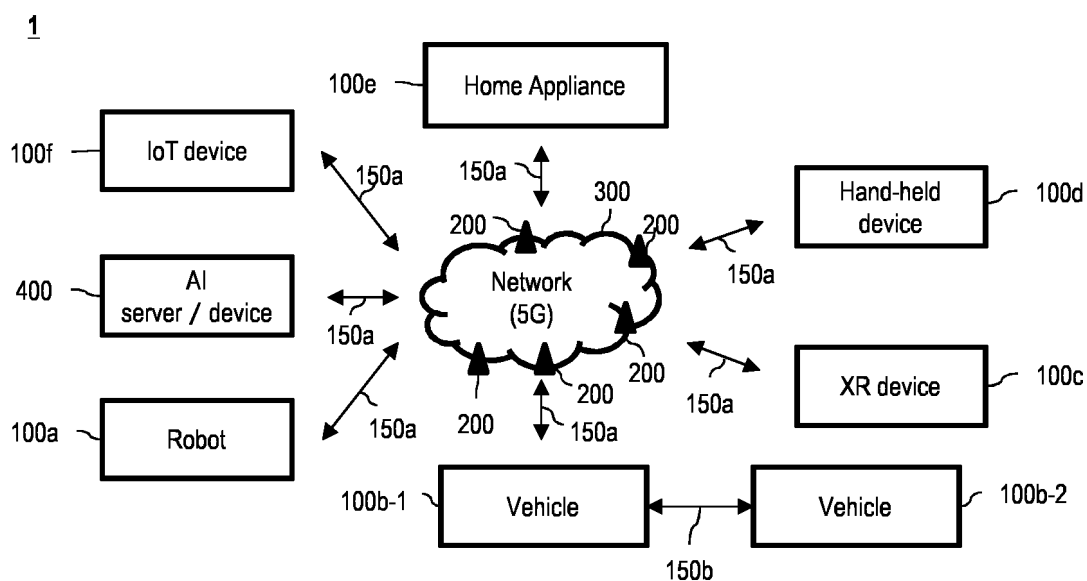 1
100e
Home Appliance
100f
IoT device
150a
150a
200
300
200
Hand-held
device
100d
150a
400
AI
server / device
150a
Network
(5G)
200
200
200
XR device
100c
150a
100a
Robot
150a
150a
100b-1
Vehicle
Vehicle
100b-2
150b